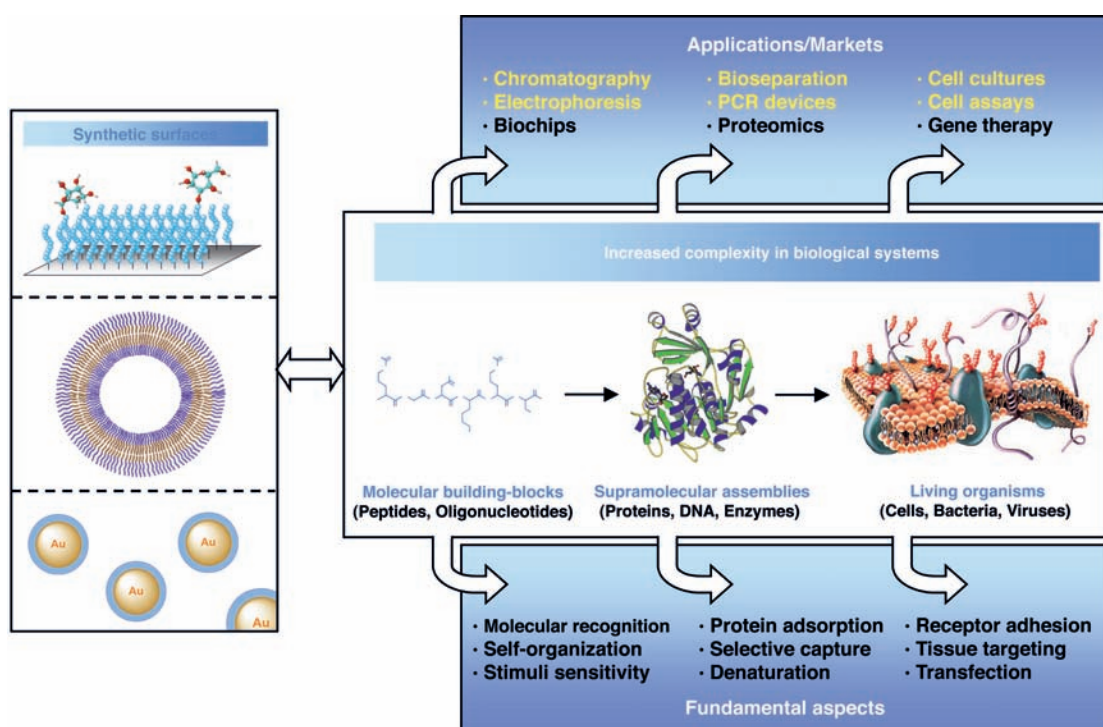 Applications/Markets
· Chromatography
· Electrophoresis
· Biochips
· Bioseparation
· PCR devices
· Proteomics
· Cell cultures
· Cell assays
· Gene therapy
Synthetic surfaces
Au
Au
Au
Au
Increased complexity in biological systems
Molecular building-blocks
(Peptides, Oligonucleotides)
Supramolecular assemblies
(Proteins, DNA, Enzymes)
Living organisms
(Cells, Bacteria, Viruses)
· Molecular recognition
· Self-organization
· Stimuli sensitivity
· Protein adsorption
· Selective capture
· Denaturation
· Receptor adhesion
· Tissue targeting
· Transfection
Fundamental aspects